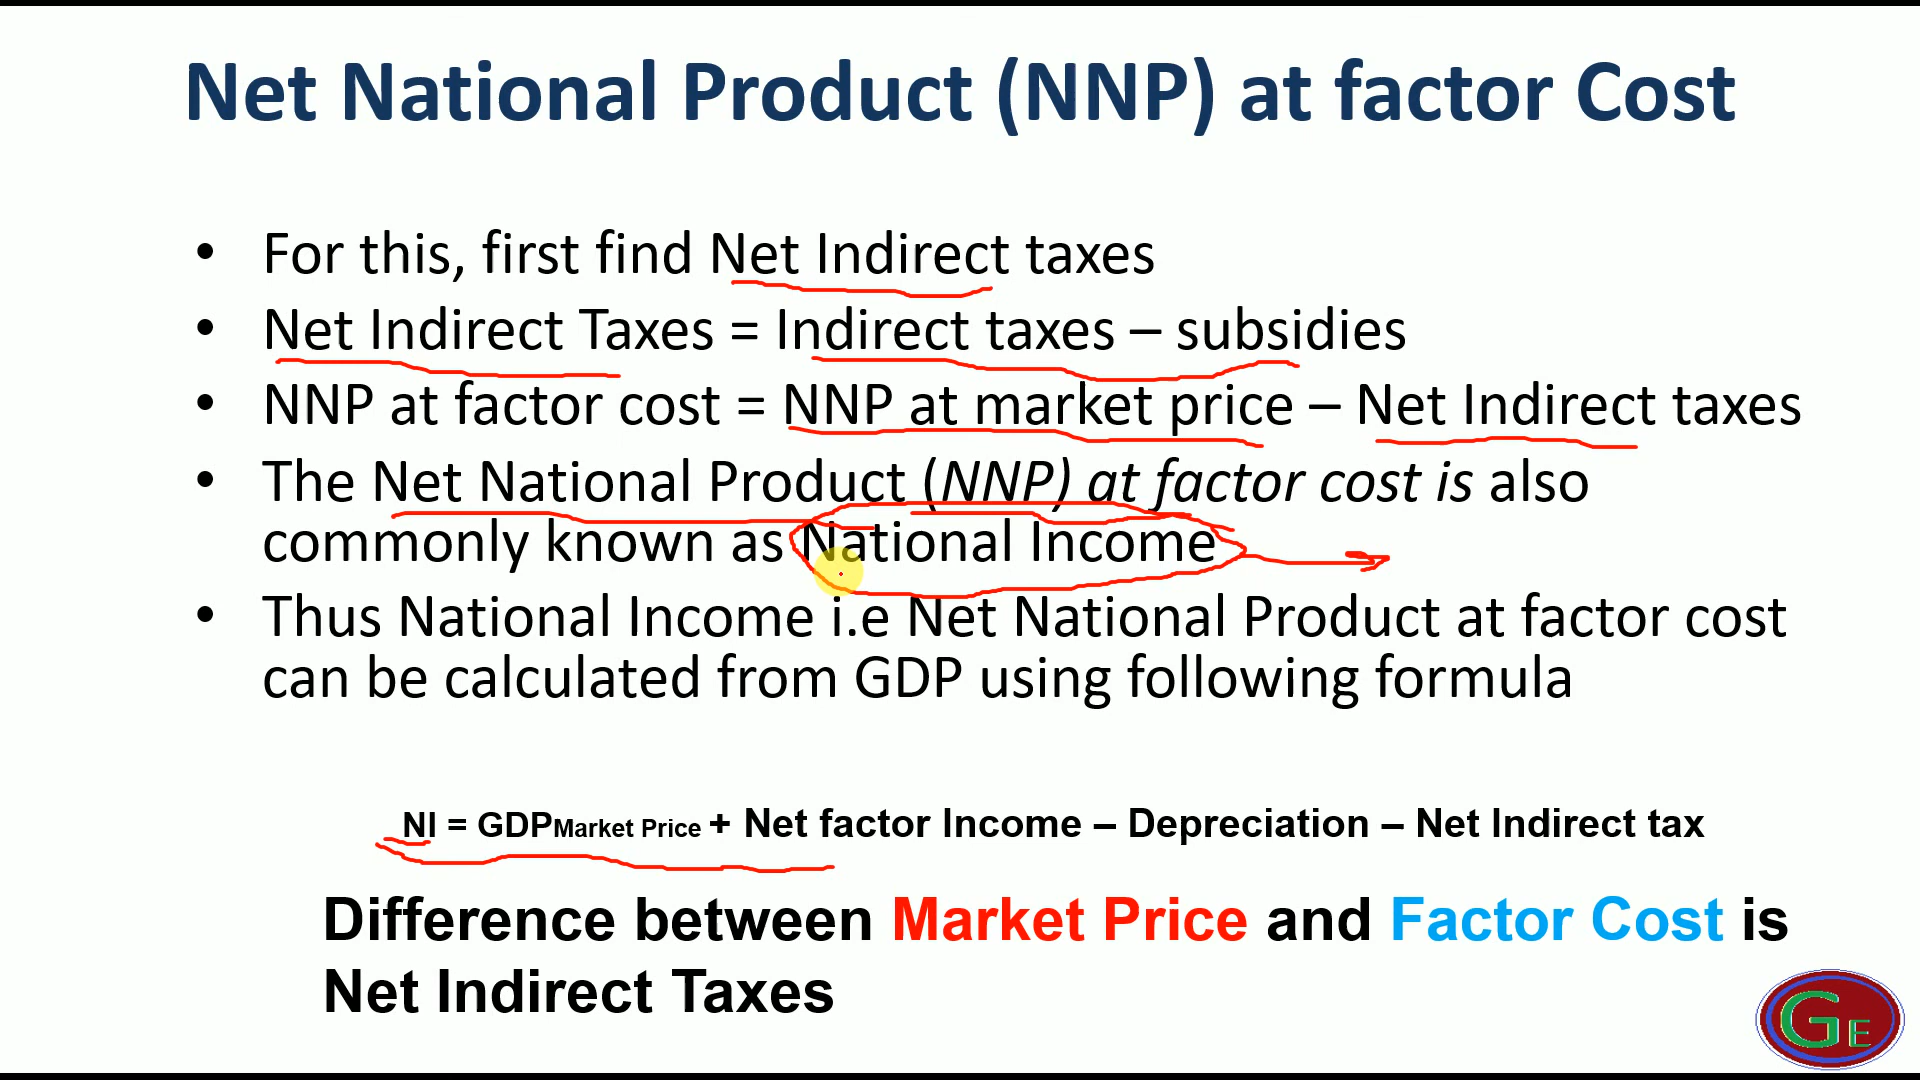 Net National Product (NNP) at factor Cost
• For this, first find Net Indirect taxes
• Net Indirect Taxes = Indirect taxes – subsidies
• NNP at factor cost = NNP at market price – Net Indirect taxes
• The Net National Product (NNP) at factor cost is also
commonly known as National Income
• Thus National Income i.e Net National Product at factor cost
can be calculated from GDP using following formula
NI = GDPMarket Price + Net factor Income – Depreciation – Net Indirect tax
Difference between Market Price and Factor Cost is
Net Indirect Taxes
GE